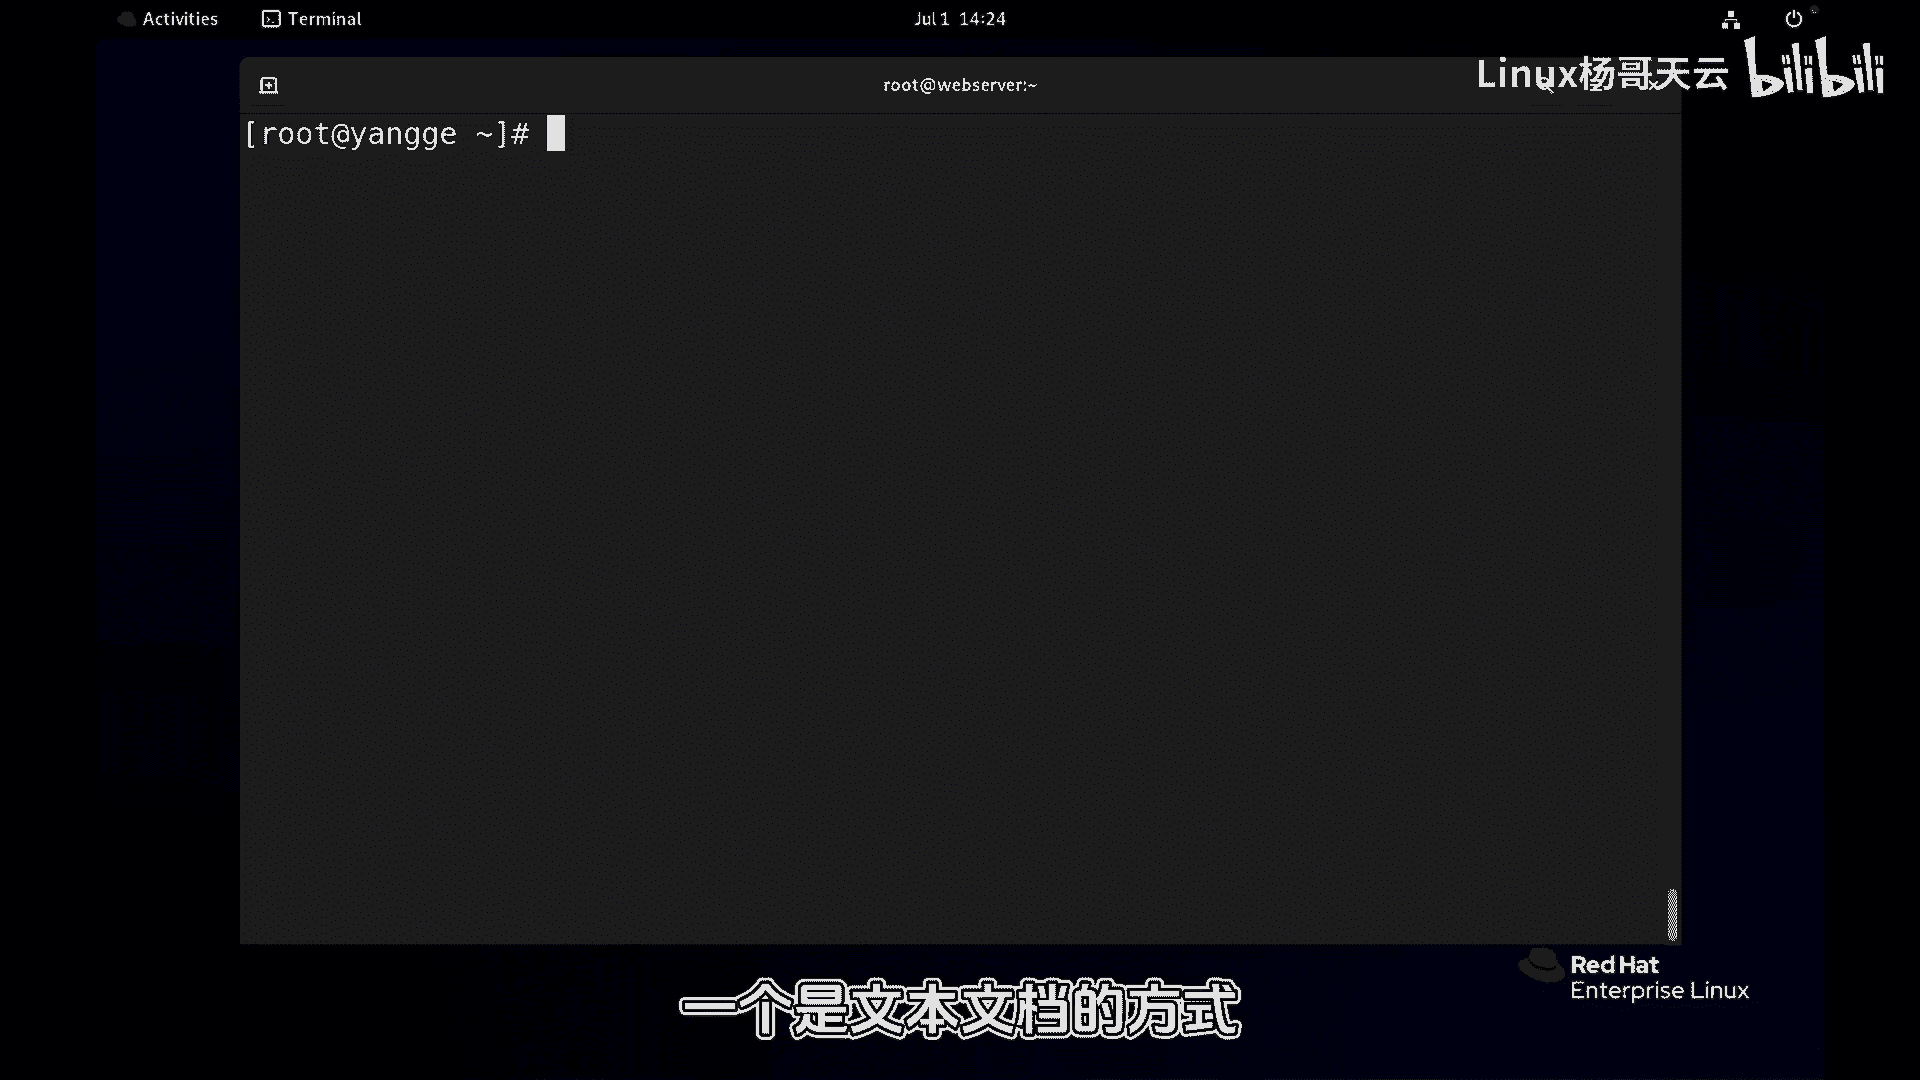 Activities Terminal Jul 1 14:24
Linux杨哥天云 bilibili
root@webserver:~
[root@yangge ~]#
Red Hat
Enterprise Linux
一个是文本文档的方式